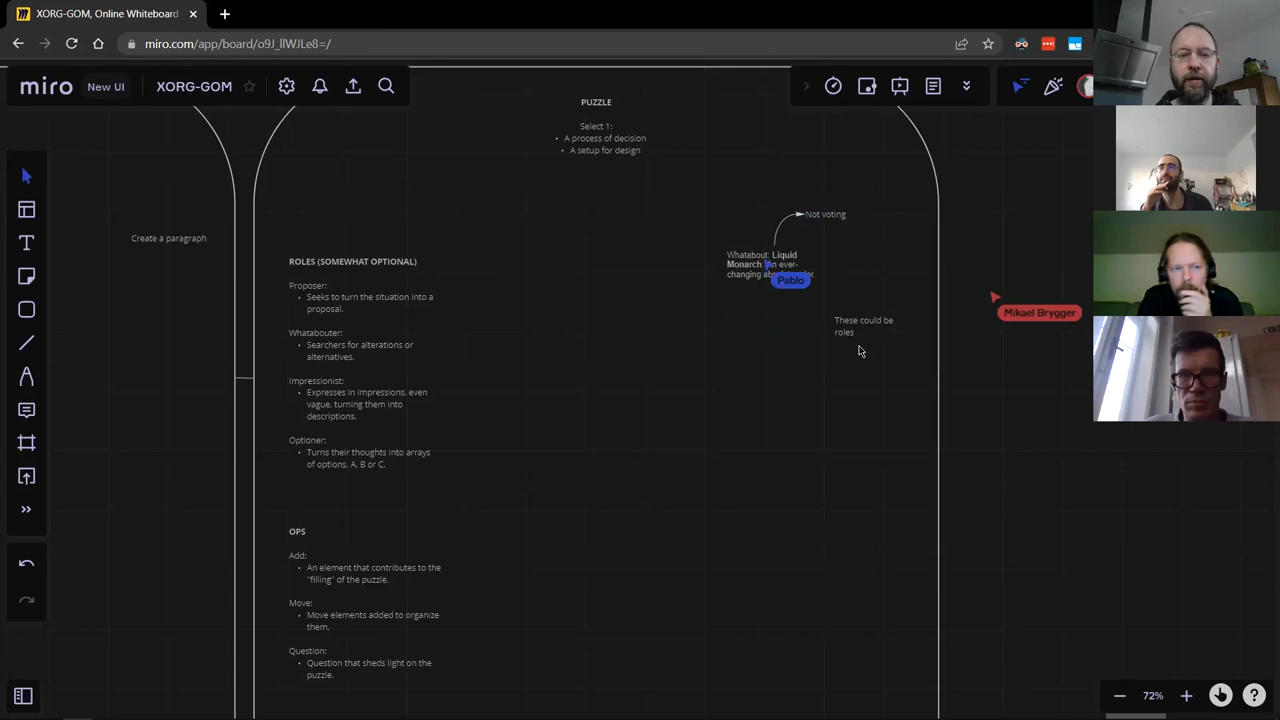 XORG-GOM, Online Whiteboard
miro.com/app/board/o9J_lIWJLe8=/
miro
New UI
XORG-GOM
PUZZLE
Select 1:
• A process of decision
• A setup for design
Not voting
Create a paragraph
Whatabout: Liquid
Monarch
an ever-
changing
Pablo
ROLES (SOMEWHAT OPTIONAL)
Proposer:
• Seeks to turn the situation into a
proposal.
Whatabouter:
• Searchers for alterations or
alternatives.
Impressionist:
• Expresses in impressions, even
vague, turning them into
descriptions.
Optioner:
• Turns their thoughts into arrays
of options, A, B or C.
These could be
roles
Mikael Brygger
OPS
Add:
• An element that contributes to the
"filling" of the puzzle.
Move:
• Move elements added to organize
them.
Question:
• Question that sheds light on the
puzzle.
72%